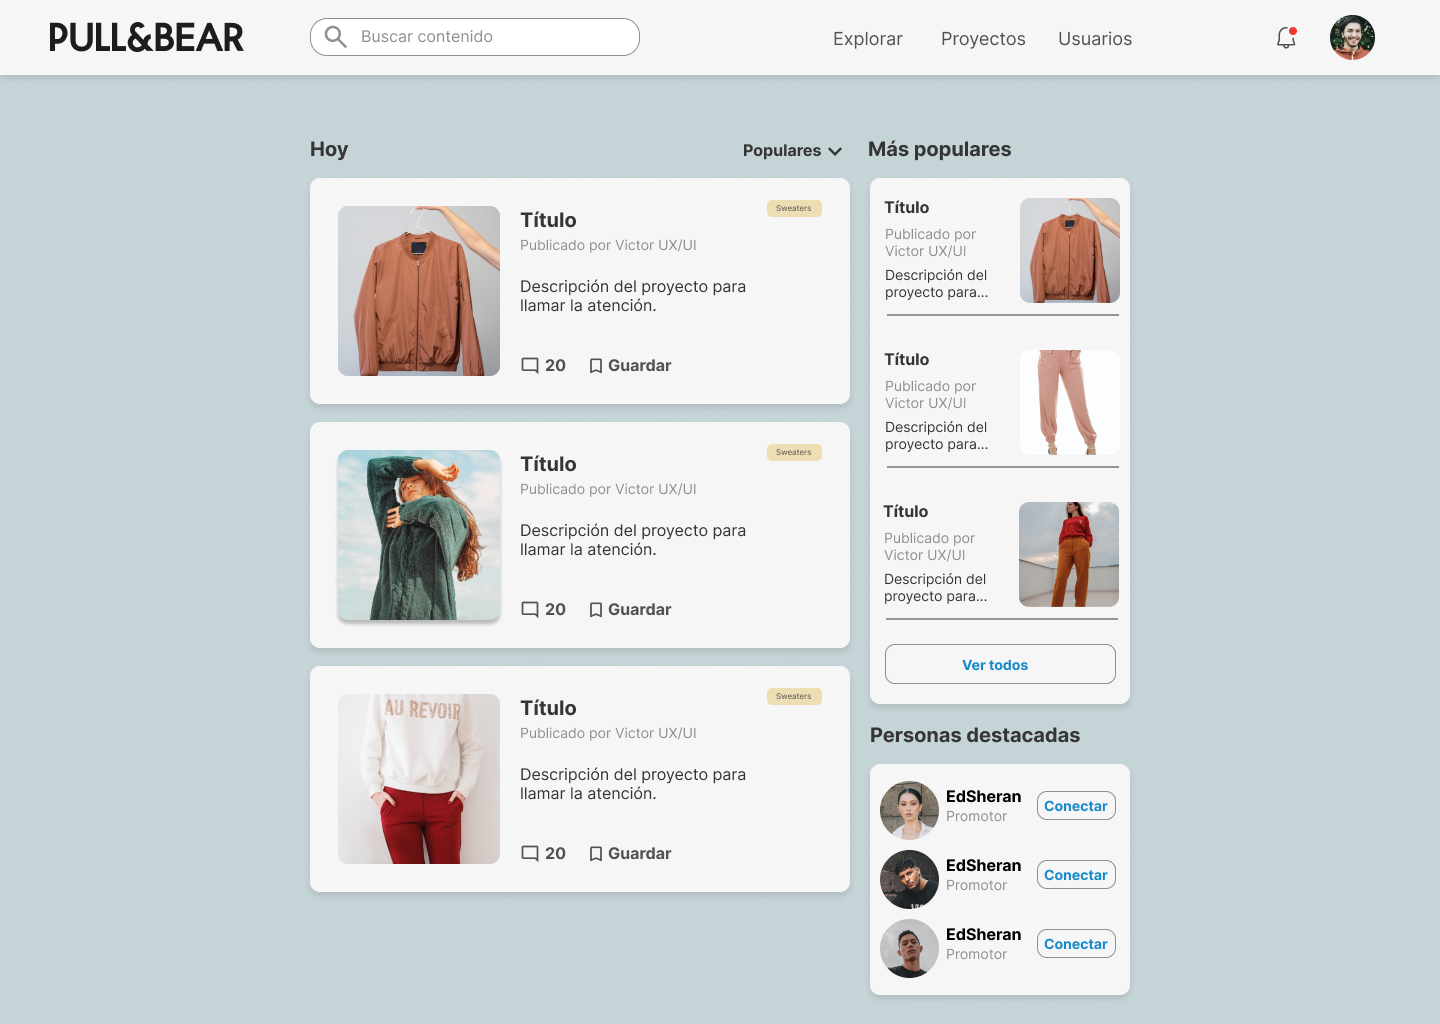 PULL&BEAR
Buscar contenido
Explorar
Proyectos
Usuarios
Hoy
Populares
Título
Sweaters
Publicado por Victor UX/UI
Descripción del proyecto para
llamar la atención.
20
Guardar
Título
Sweaters
Publicado por Victor UX/UI
Descripción del proyecto para
llamar la atención.
20
Guardar
AU REVOIR
Título
Sweaters
Publicado por Victor UX/UI
Descripción del proyecto para
llamar la atención.
20
Guardar
Más populares
Título
Publicado por
Victor UX/UI
Descripción del
proyecto para...
Título
Publicado por
Victor UX/UI
Descripción del
proyecto para...
Título
Publicado por
Victor UX/UI
Descripción del
proyecto para...
Ver todos
Personas destacadas
EdSheran
Promotor
Conectar
EdSheran
Promotor
Conectar
EdSheran
Promotor
Conectar